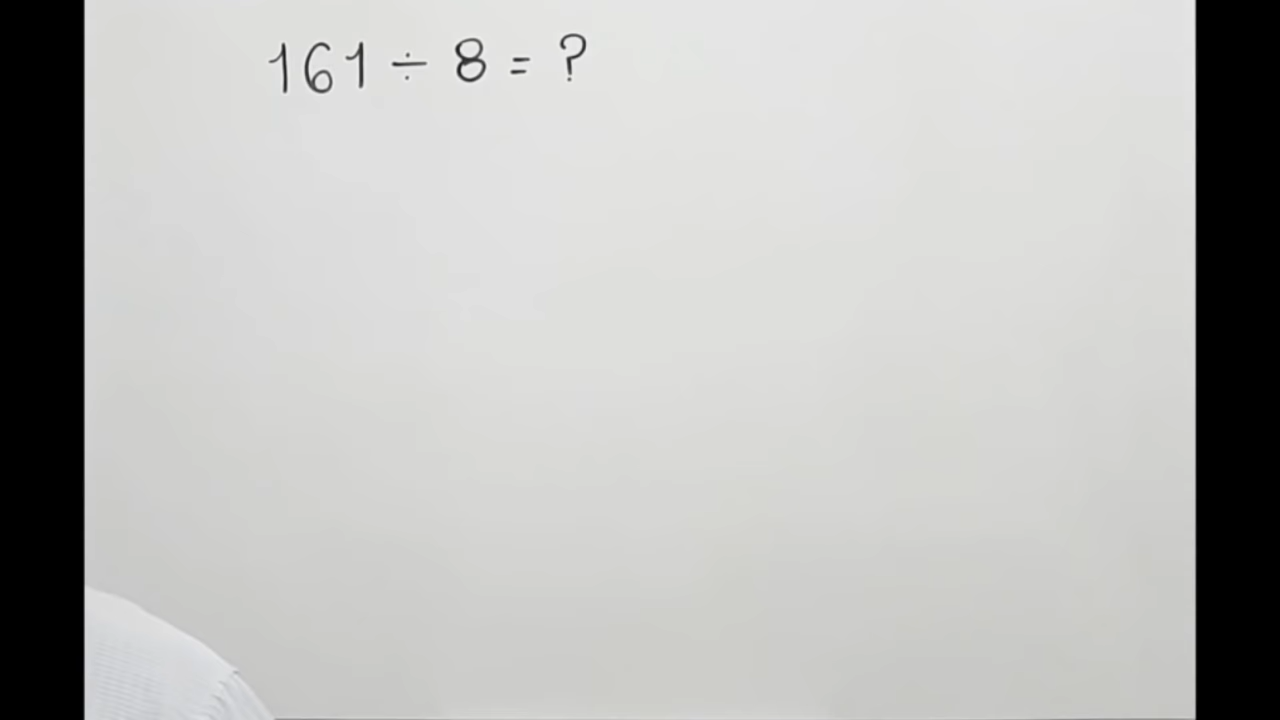 161 ÷ 8 = ?